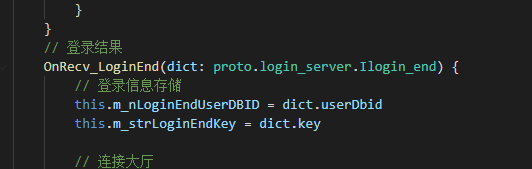 }
}
// 登录结果
OnRecv_LoginEnd(dict: proto.login_server.Ilogin_end) {
// 登录信息存储
this.m_nLoginEndUserDBID = dict.userDbid
this.m_strLoginEndKey = dict.key
// 连接大厅